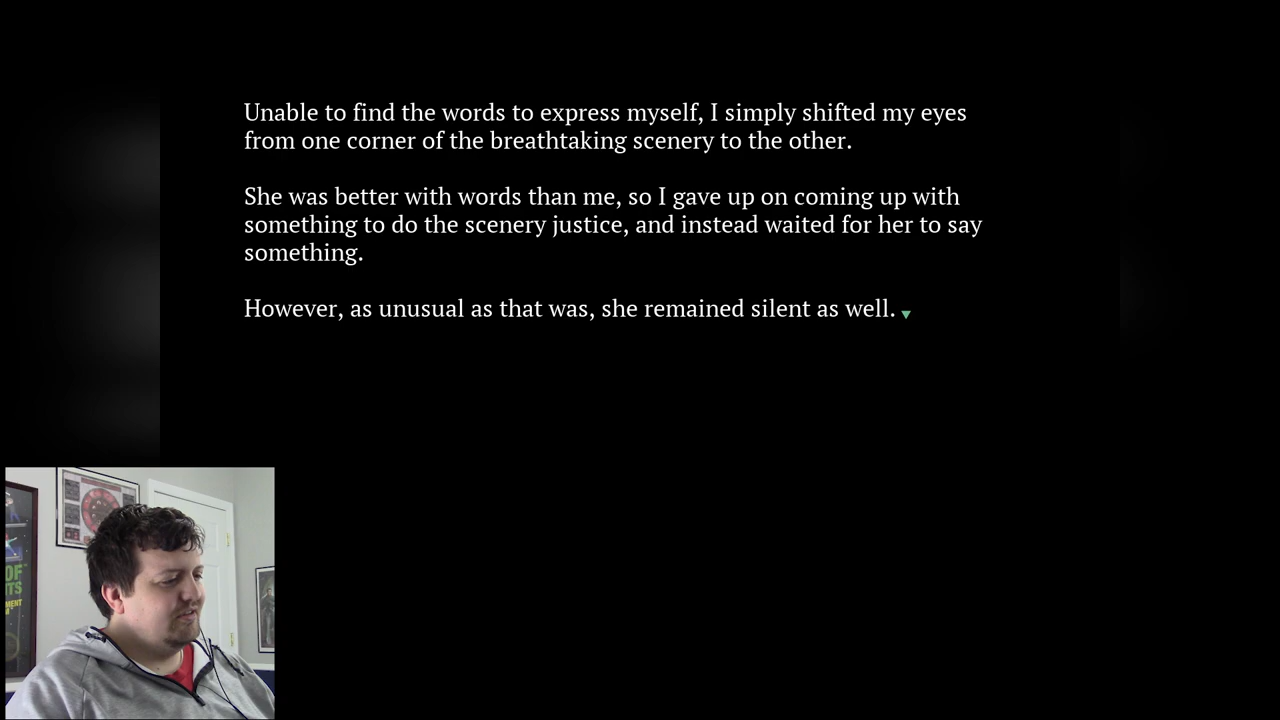 Unable to find the words to express myself, I simply shifted my eyes
from one corner of the breathtaking scenery to the other.
She was better with words than me, so I gave up on coming up with
something to do the scenery justice, and instead waited for her to say
something.
However, as unusual as that was, she remained silent as well.
OF